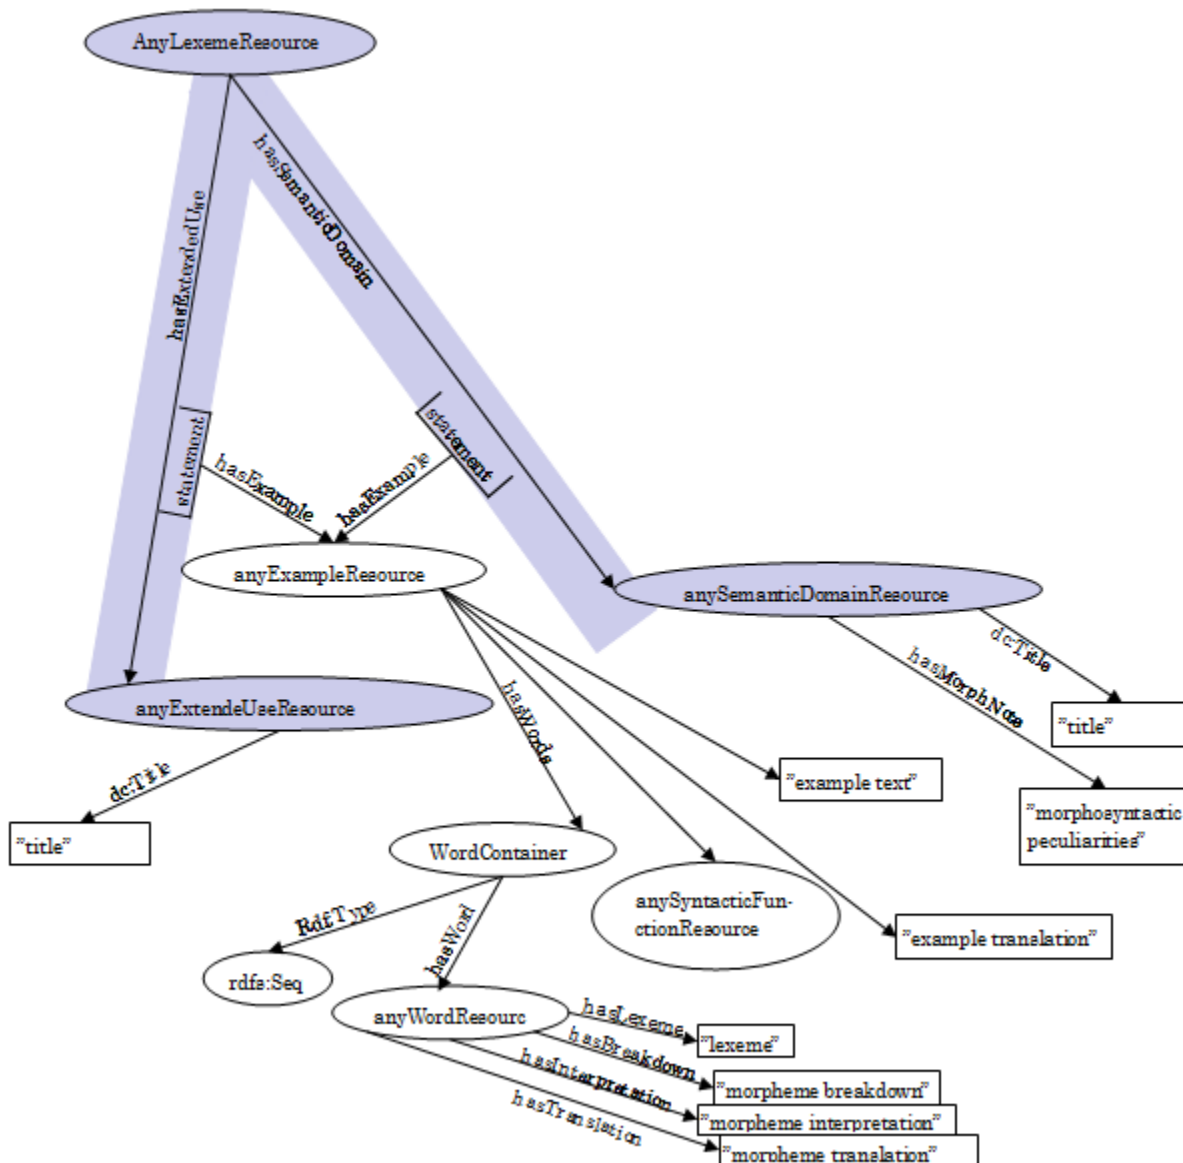 AnyLexemeResource
hasSemanticDomain
hasExtendedUse
statement
statement
hasExample
hasExample
anyExampleResource
anySemanticDomainResource
dc:Title
hasMorphNote
hasWords
anyExtendeUseResource
"title"
dc:Title
"example text"
"morphosyntactic
peculiarities"
"title"
WordContainer
anySyntacticFun-
ctionResource
Rdf:Type
hasWord
"example translation"
rdfs:Seq
anyWordResourc
hasLexeme
"lexeme"
hasBreakdown
hasInterpretation
"morpheme breakdown"
hasTranslation
"morpheme interpretation"
"morpheme translation"